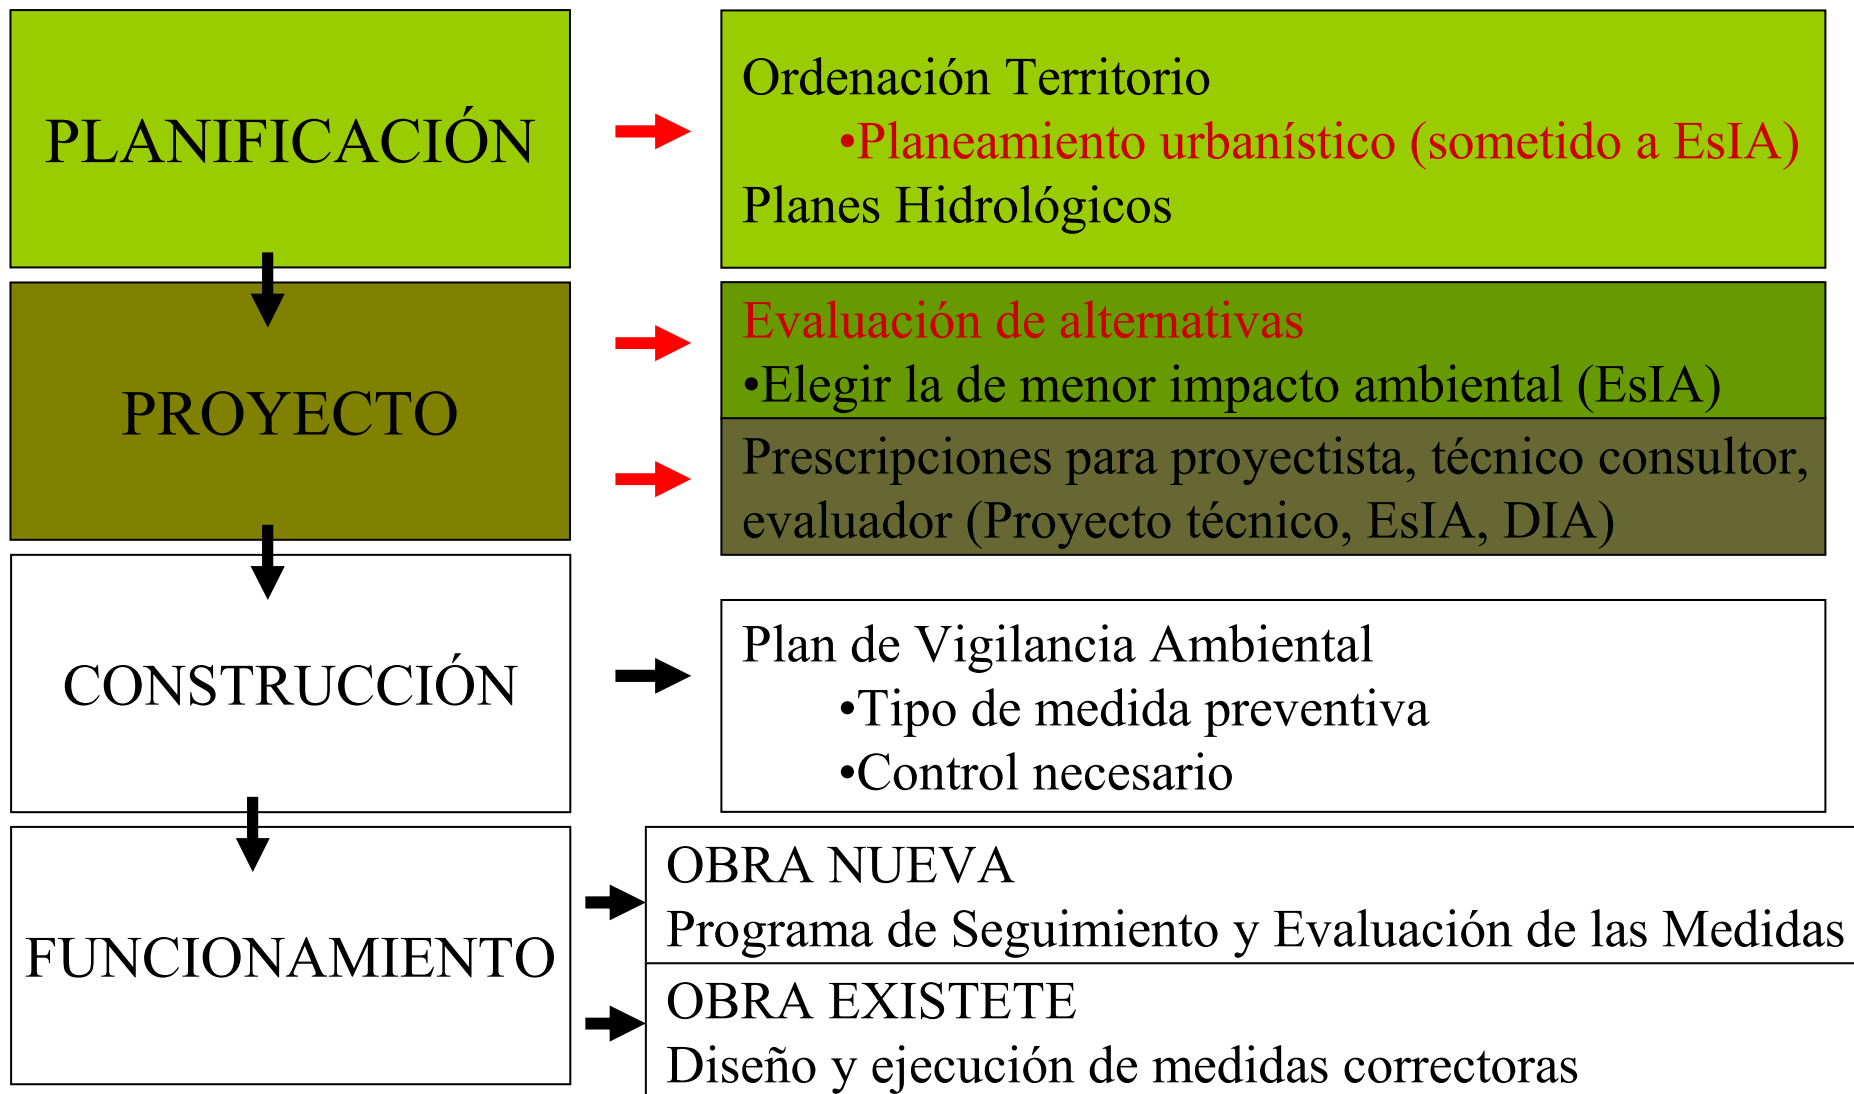 PLANIFICACIÓN
Ordenación Territorio
•Planeamiento urbanístico (sometido a EsIA)
Planes Hidrológicos
PROYECTO
Evaluación de alternativas
•Elegir la de menor impacto ambiental (EsIA)
Prescripciones para proyectista, técnico consultor,
evaluador (Proyecto técnico, EsIA, DIA)
CONSTRUCCIÓN
Plan de Vigilancia Ambiental
•Tipo de medida preventiva
•Control necesario
FUNCIONAMIENTO
OBRA NUEVA
Programa de Seguimiento y Evaluación de las Medidas
OBRA EXISTETE
Diseño y ejecución de medidas correctoras